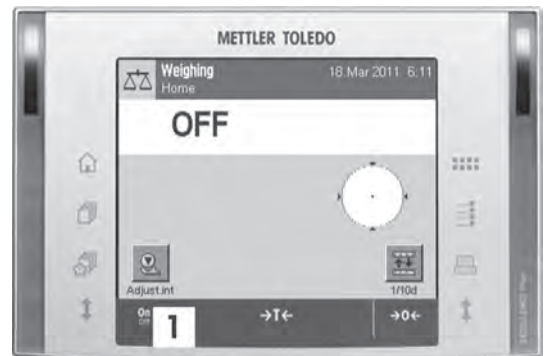 METTLER TOLEDO
Weighing
18.Mar 2011 6:11
Home
OFF
Adjust.int
1/10d
On
Off
1
→T←
→0←